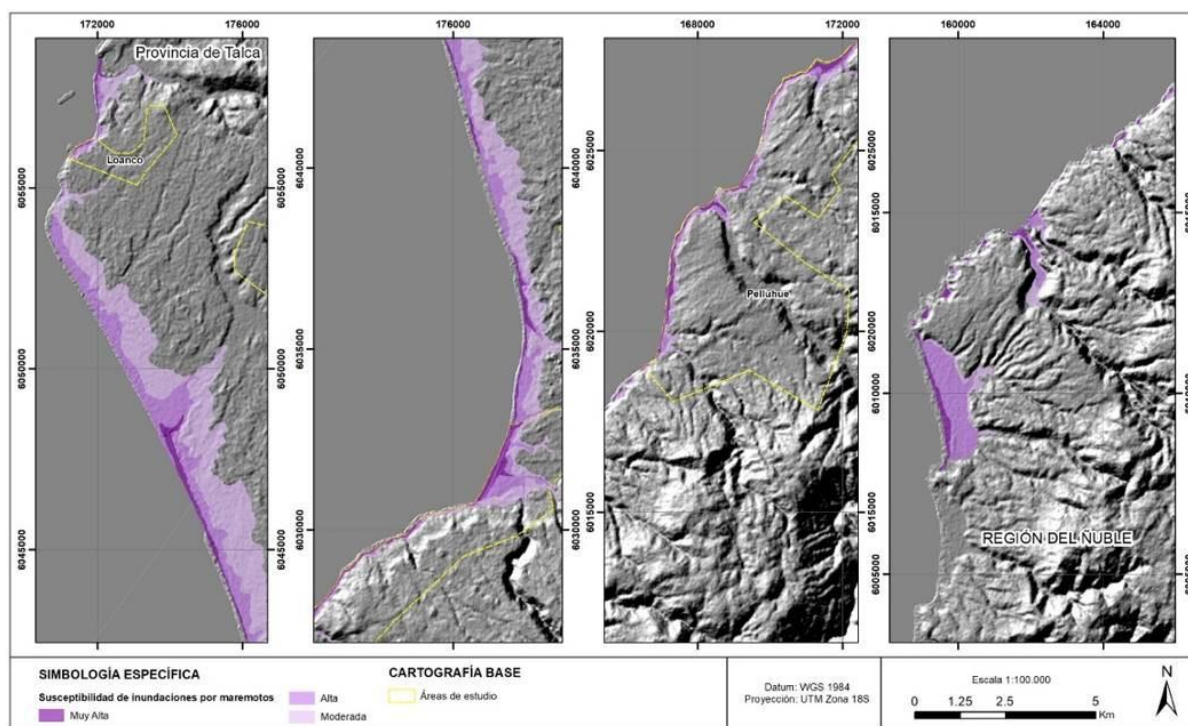 172000 176000 176000 168000 172000 160000 164000
Provincia de Talca
Loanco
6055000
6050000
6045000
6040000
6035000
6030000
Pelluhue
6025000
6020000
6015000
6015000
6010000
6005000
REGIÓN DEL ÑUBLE
6015000
6010000
6005000
SIMBOLOGÍA ESPECÍFICA
Susceptibilidad de inundaciones por maremotos
Muy Alta
Alta
Moderada
CARTOGRAFÍA BASE
Áreas de estudio
Datum: WGS 1984
Proyección: UTM Zona 18S
Escala 1:100.000
0 1.25 2.5 5
Km
N